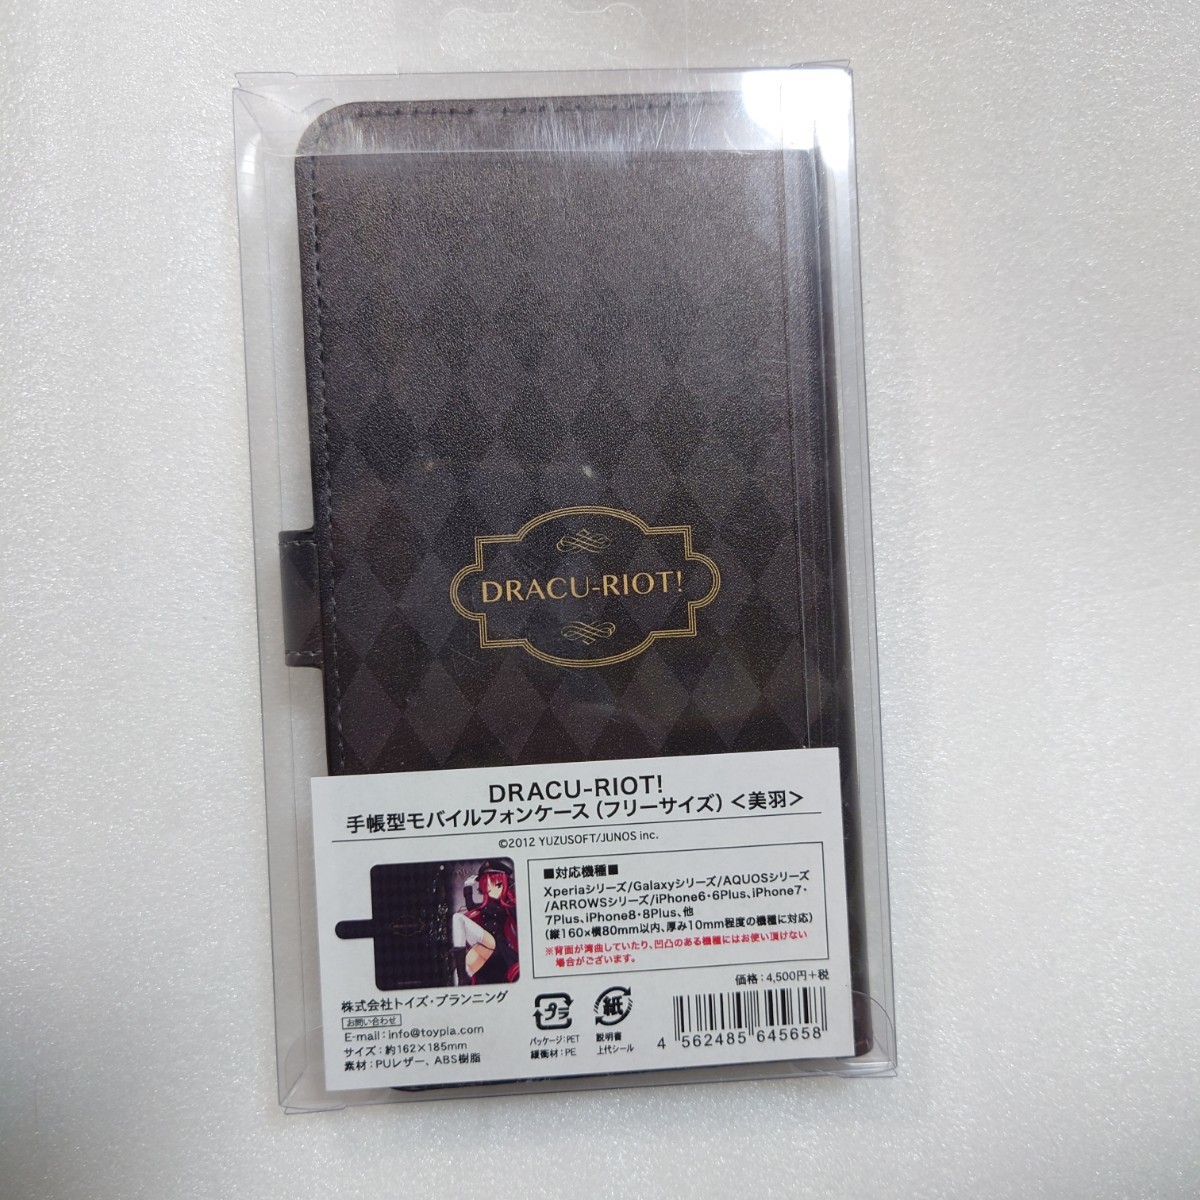 DRACU-RIOT!
DRACU-RIOT!
手帳型モバイルフォンケース（フリーサイズ）＜美羽＞
©2012 YUZUSOFT/JUNOS inc.
■対応機種■
Xperiaシリーズ/Galaxyシリーズ/AQUOSシリーズ
/ARROWSシリーズ/iPhone6・6Plus、iPhone7・
7Plus、iPhone8・8Plus、他
（縦160×横80mm以内、厚み10mm程度の機種に対応）
※背面が湾曲していたり、凹凸のある機種にはお使い頂けない
場合がございます。
価格：4,500円+税
株式会社トイズ・プランニング
お問い合わせ
E-mail：info@toypla.com
サイズ：約162×185mm
素材：PUレザー、ABS樹脂
プラ
パッケージ：PET
緩衝材：PE
紙
説明書
上代シール
4 562485 645658